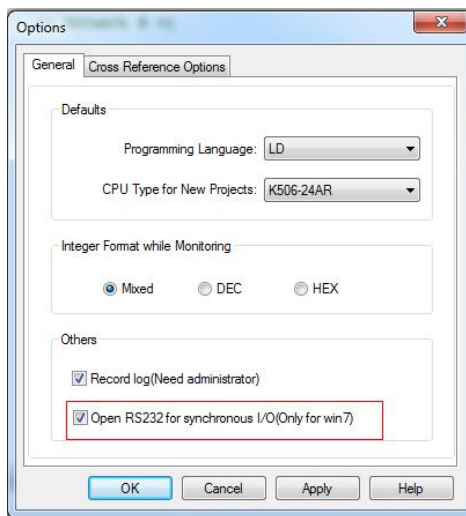 Options
General Cross Reference Options
Defaults
Programming Language: LD
CPU Type for New Projects: K506-24AR
Integer Format while Monitoring
Mixed DEC HEX
Others
Record log(Need administrator)
Open RS232 for synchronous I/O(Only for win7)
OK Cancel Apply Help